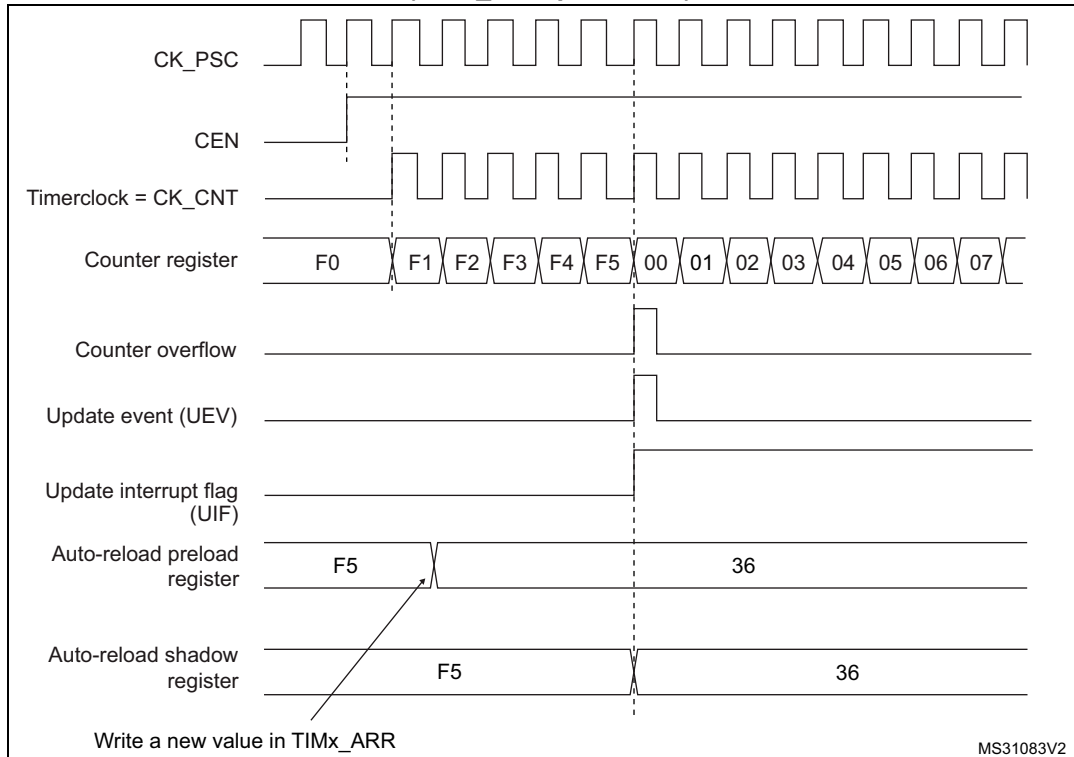 CK_PSC
CEN
Timerclock = CK_CNT
Counter register
F0 F1 F2 F3 F4 F5 00 01 02 03 04 05 06 07
Counter overflow
Update event (UEV)
Update interrupt flag
(UIF)
Auto-reload preload
register
F5 36
Auto-reload shadow
register
F5 36
Write a new value in TIMx_ARR
MS31083V2